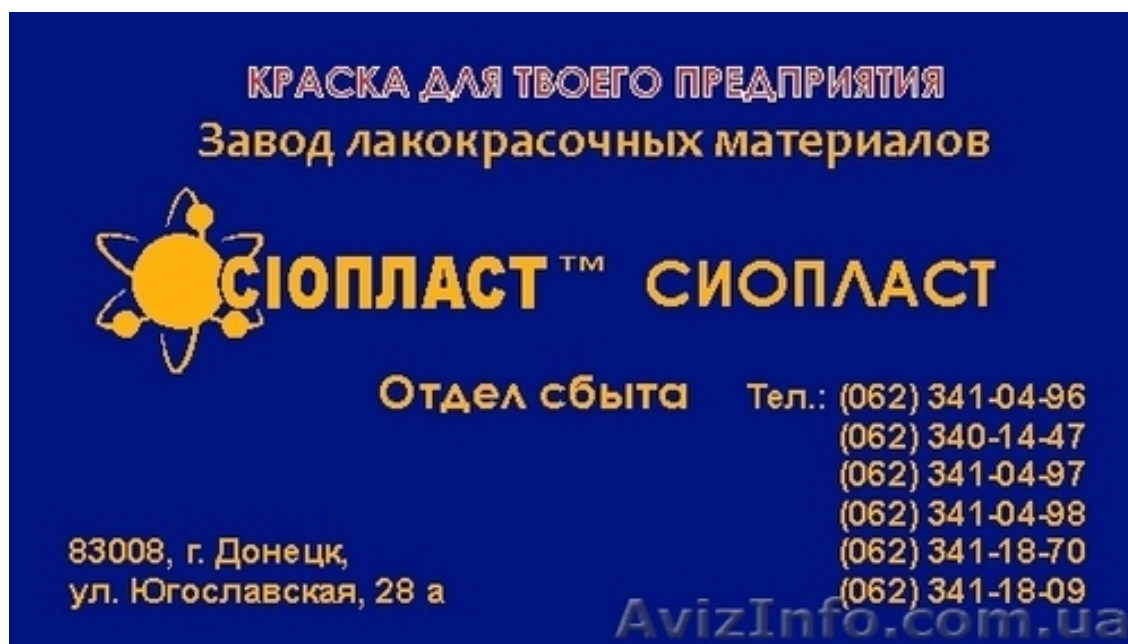 КРАСКА ДЛЯ ТВОЕГО ПРЕДПРИЯТИЯ
Завод лакокрасочных материалов
СІОПЛАСТ™ СИОПЛАСТ
Отдел сбыта Тел.: (062) 341-04-96
(062) 340-14-47
(062) 341-04-97
(062) 341-04-98
83008, г. Донецк, (062) 341-18-70
ул. Югославская, 28 а (062) 341-18-09
AvizInfo.com.ua